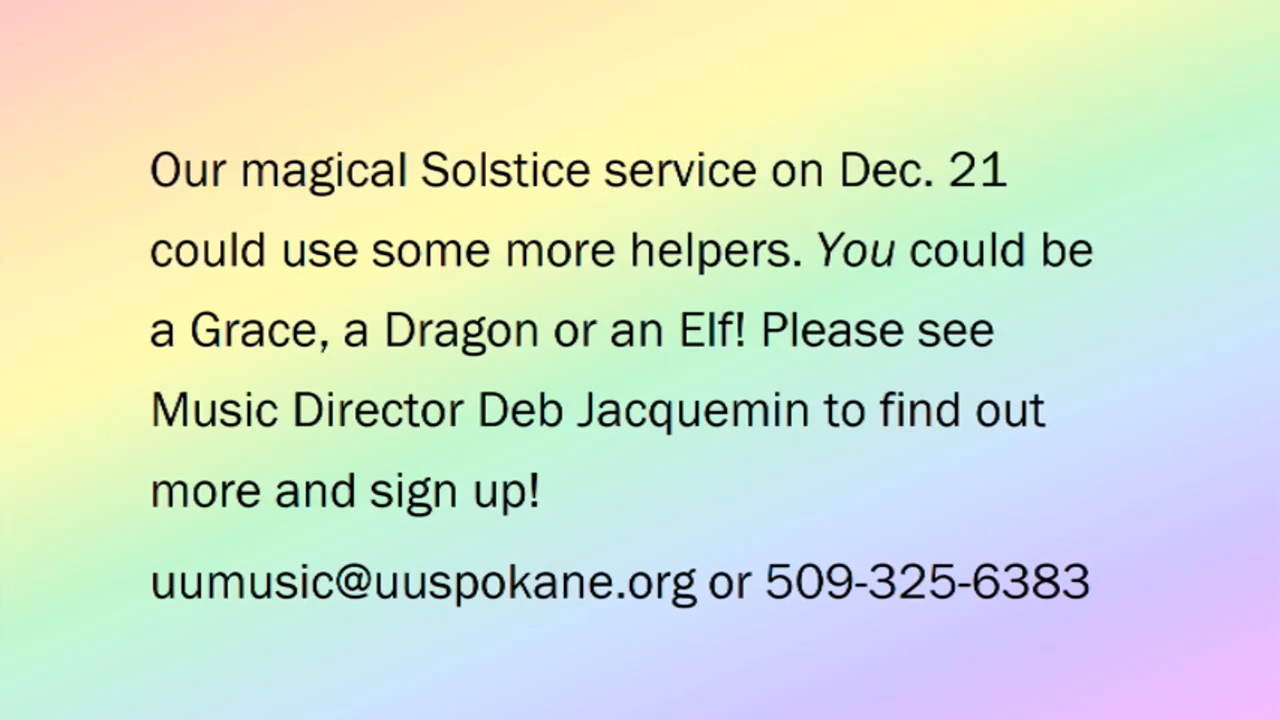 Our magical Solstice service on Dec. 21
could use some more helpers. You could be
a Grace, a Dragon or an Elf! Please see
Music Director Deb Jacquemin to find out
more and sign up!
uumusic@uuspokane.org or 509-325-6383